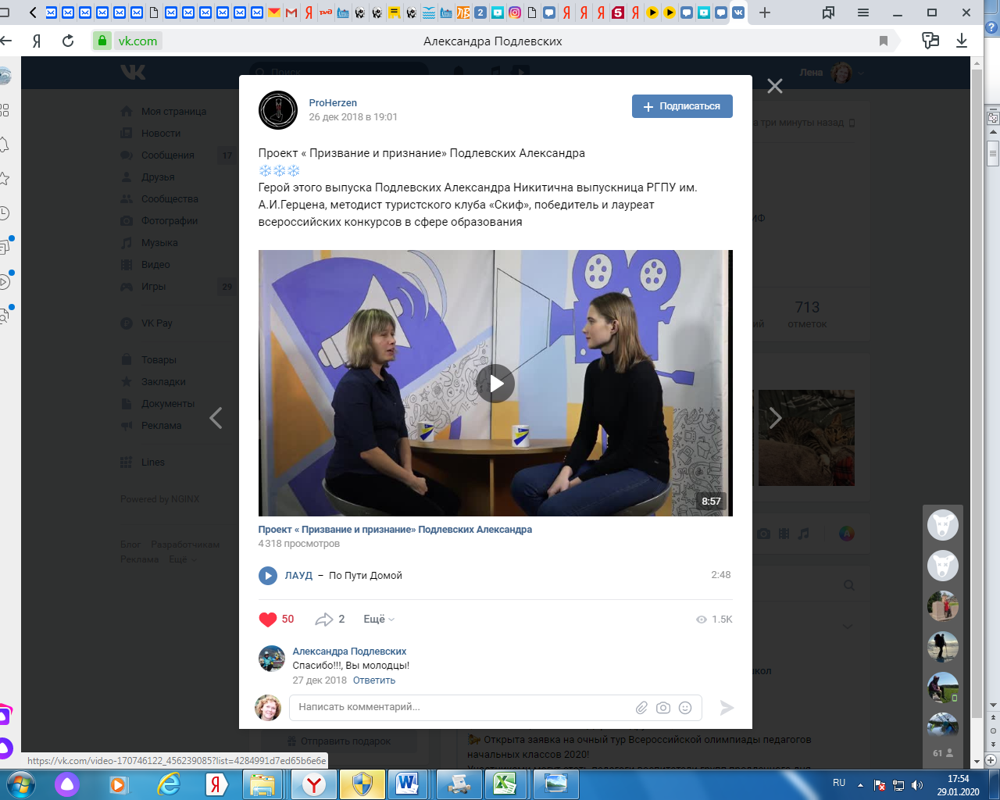 2
5
vk.com
Александра Подлевских
Поиск
Лена
Моя страница
Новости
Сообщения 17
Друзья
Сообщества
Фотографии
Музыка
Видео
Игры 29
VK Pay
Товары
Закладки
Документы
Реклама
Lines
Powered by NGINX
Блог Разработчикам
Реклама Ещё
ProHerzen
26 дек 2018 в 19:01
Подписаться
Проект « Призвание и признание» Подлевских Александра
Герой этого выпуска Подлевских Александра Никитична выпускница РГПУ им.
А.И.Герцена, методист туристского клуба «Скиф», победитель и лауреат
всероссийских конкурсов в сфере образования
8:57
Проект « Призвание и признание» Подлевских Александра
4 318 просмотров
ЛАУД – По Пути Домой 2:48
50 2 Ещё 1.5K
Александра Подлевских
Спасибо!!!, Вы молодцы!
27 дек 2018 Ответить
Написать комментарий...
три минуты назад
713
отметок
Отправить подарок
Открыта заявка на очный тур Всероссийской олимпиады педагогов
начальных классов 2020!
61
https://vk.com/video-170746122_456239085?list=4284991d7ed65b6e6e
RU
17:54
29.01.2020